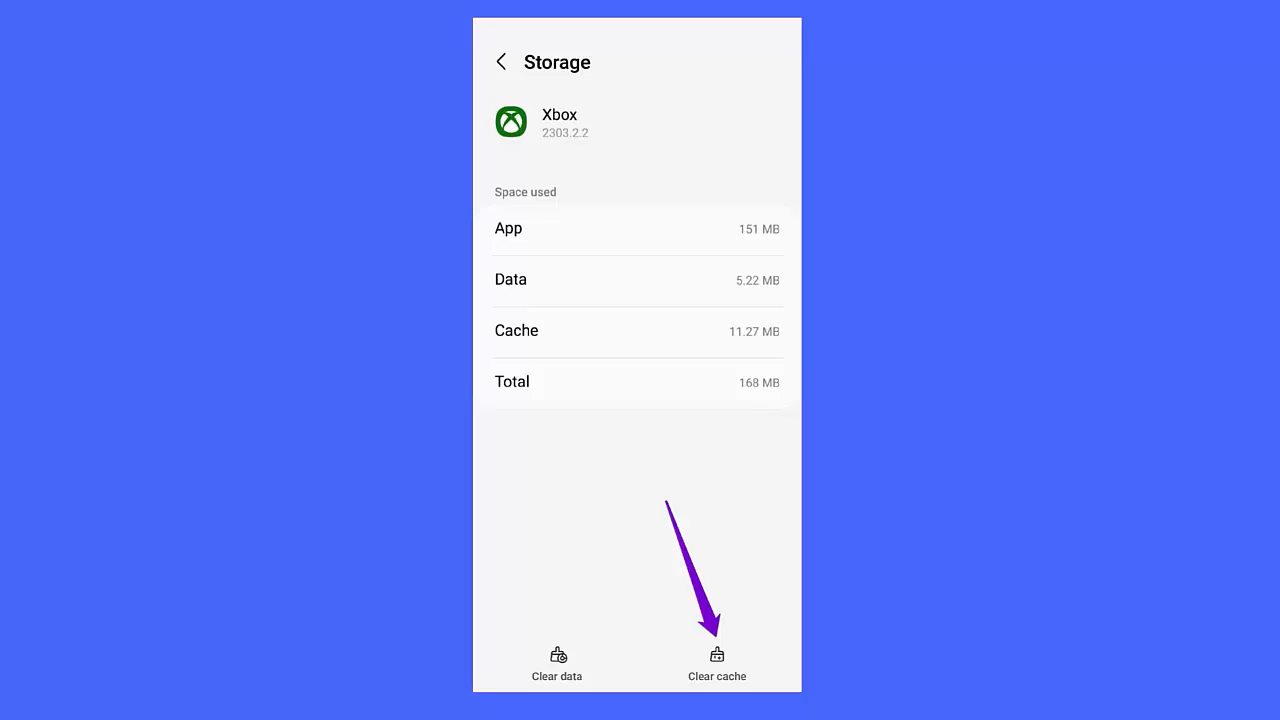 Storage
Xbox
2303.2.2
Space used
App 151 MB
Data 5.22 MB
Cache 11.27 MB
Total 168 MB
Clear data Clear cache